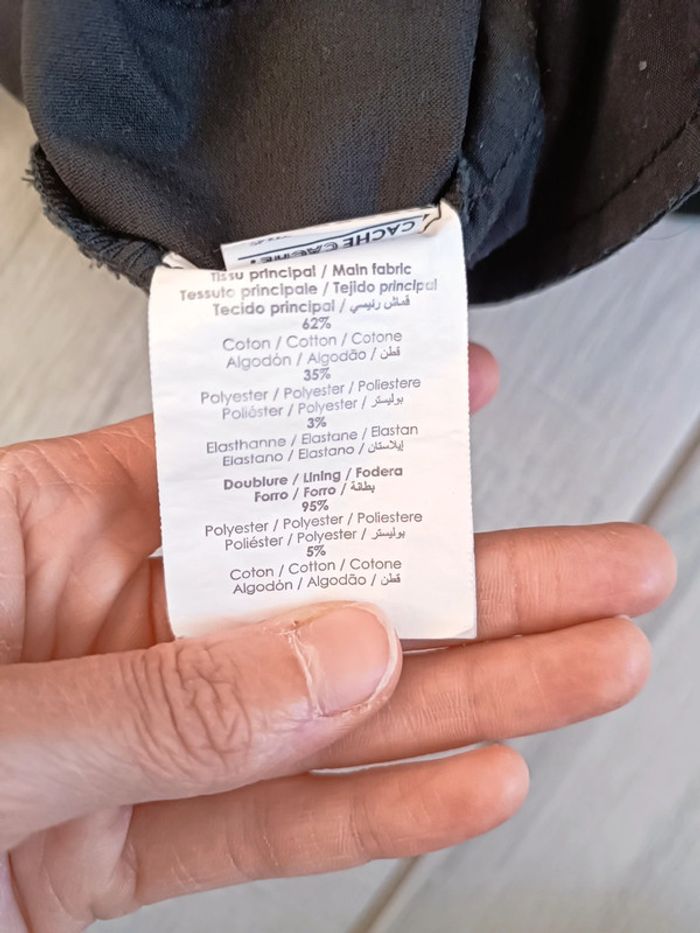 CACHE CACHE
Tissu principal / Main fabric
Tessuto principale / Tejido principal
Tecido principal / قماش رئيسي
62%
Coton / Cotton / Cotone
Algodón / Algodão / قطن
35%
Polyester / Polyester / Poliestere
Poliéster / Polyester / بوليستر
3%
Elasthanne / Elastane / Elastan
Elastano / Elastano / إيلاستان
Doublure / Lining / Fodera
Forro / Forro / بطانة
95%
Polyester / Polyester / Poliestere
Poliéster / Polyester / بوليستر
5%
Coton / Cotton / Cotone
Algodón / Algodão / قطن